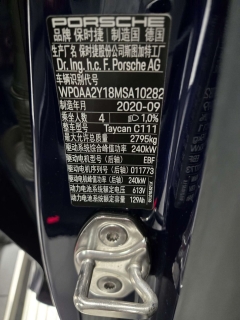 PORSCHE
品牌 保时捷 制造国 德国
生产厂名 保时捷股份公司斯图加特工厂
Dr. Ing. h.c. F. Porsche AG
车辆识别代号
WP0AA2Y18MSA10282
制造年月 2020-09
乘坐人数 4 1,0%
整车型号 Taycan C111
最大允许总质量 2795kg
驱动系统综合峰值功率 240kW
驱动电机型号(后轴) EBF
驱动电机序列号(后轴) 011773
驱动电机峰值功率(后轴) 240kW
动力电池系统额定电压 613V
动力电池系统额定容量 129Ah